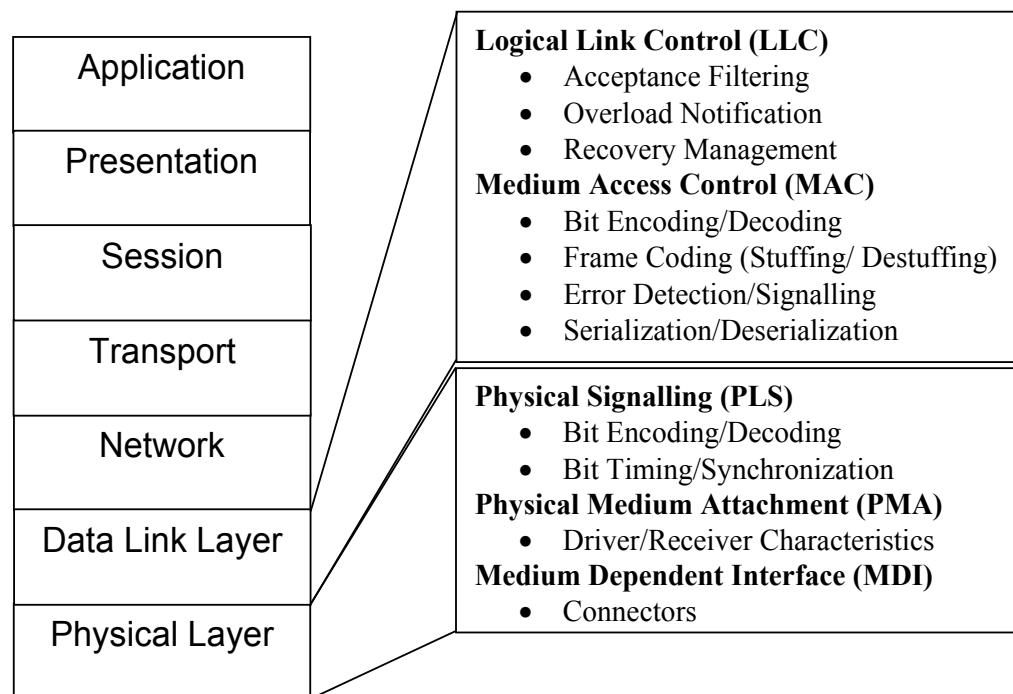 Application
Presentation
Session
Transport
Network
Data Link Layer
Physical Layer
Logical Link Control (LLC)
• Acceptance Filtering
• Overload Notification
• Recovery Management
Medium Access Control (MAC)
• Bit Encoding/Decoding
• Frame Coding (Stuffing/ Destuffing)
• Error Detection/Signalling
• Serialization/Deserialization
Physical Signalling (PLS)
• Bit Encoding/Decoding
• Bit Timing/Synchronization
Physical Medium Attachment (PMA)
• Driver/Receiver Characteristics
Medium Dependent Interface (MDI)
• Connectors